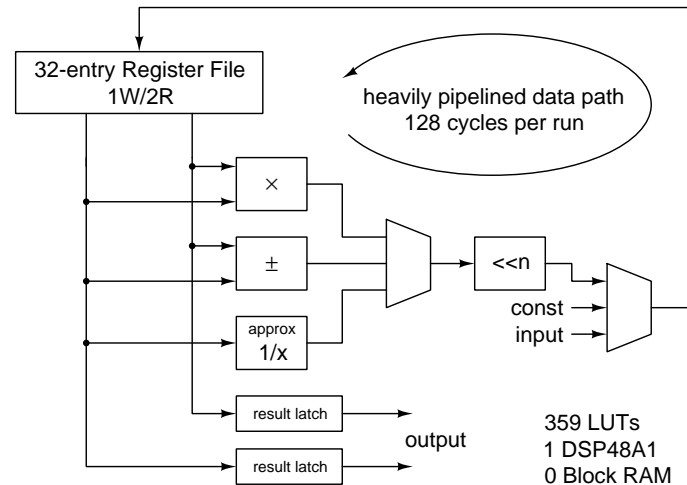 32-entry Register File
1W/2R
heavily pipelined data path
128 cycles per run
×
±
<<n
approx
1/x
const
input
result latch
output
result latch
359 LUTs
1 DSP48A1
0 Block RAM